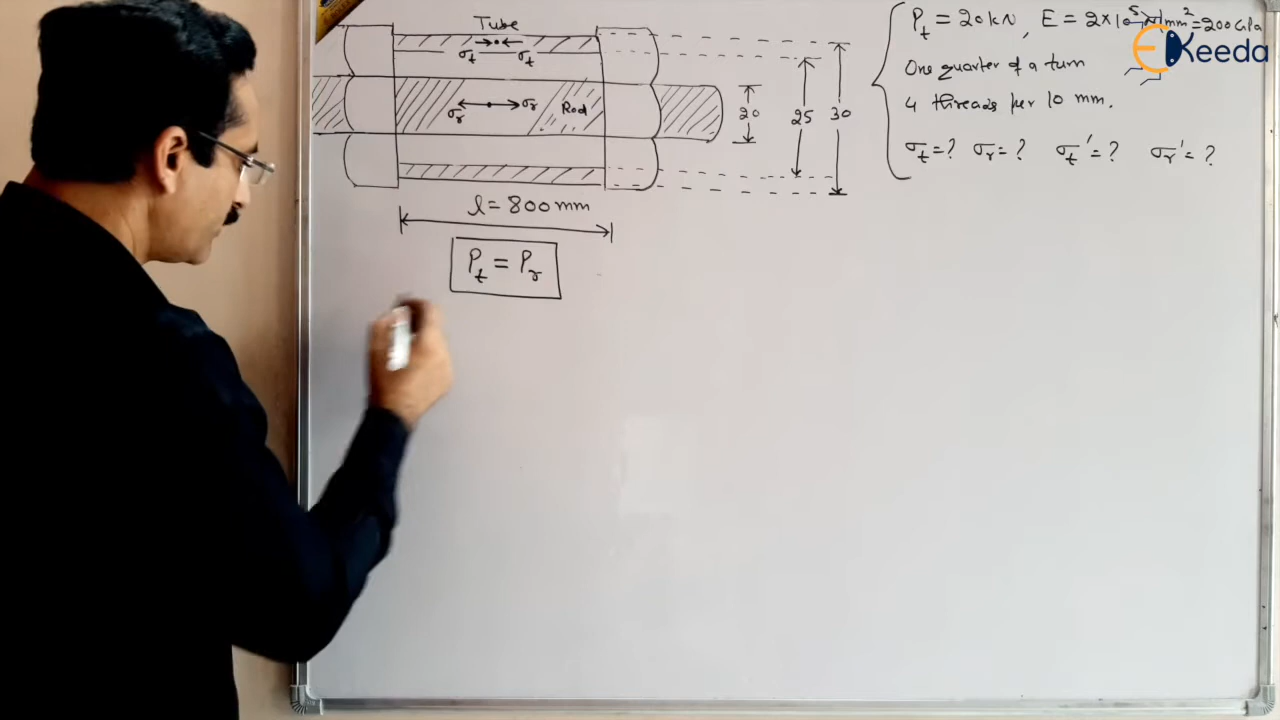 Tube
σt σt
σr σr Rod
20 25 30
l = 800 mm
Pt = Pr
Pt = 20 kN, E = 2×10⁵ N/mm² = 200 GPa
One quarter of a turn
4 threads per 10 mm.
σt = ? σr = ? σt' = ? σr' = ?
EKeeda